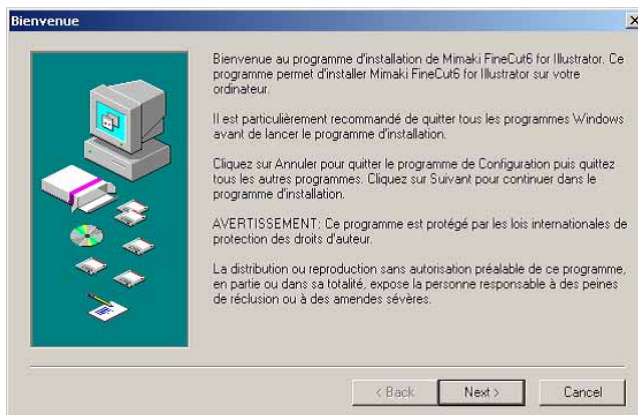 Bienvenue
Bienvenue au programme d'installation de Mimaki FineCut6 for Illustrator. Ce
programme permet d'installer Mimaki FineCut6 for Illustrator sur votre
ordinateur.
Il est particulièrement recommandé de quitter tous les programmes Windows
avant de lancer le programme d'installation.
Cliquez sur Annuler pour quitter le programme de Configuration puis quittez
tous les autres programmes. Cliquez sur Suivant pour continuer dans le
programme d'installation.
AVERTISSEMENT: Ce programme est protégé par les lois internationales de
protection des droits d'auteur.
La distribution ou reproduction sans autorisation préalable de ce programme,
en partie ou dans sa totalité, expose la personne responsable à des peines
de réclusion ou à des amendes sévères.
< Back
Next >
Cancel